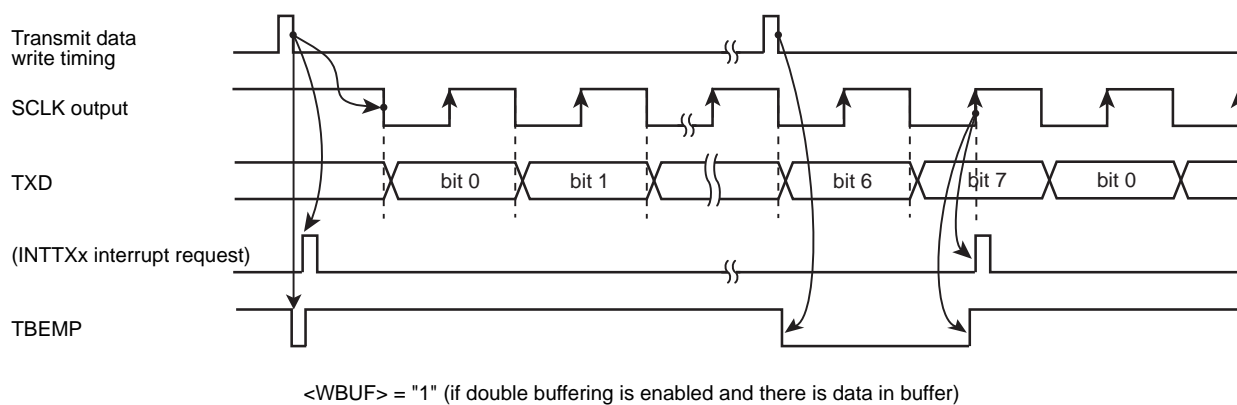 Transmit data
write timing
SCLK output
TXD
bit 0
bit 1
bit 6
bit 7
bit 0
(INTTXx interrupt request)
TBEMP
<WBUF> = "1" (if double buffering is enabled and there is data in buffer)